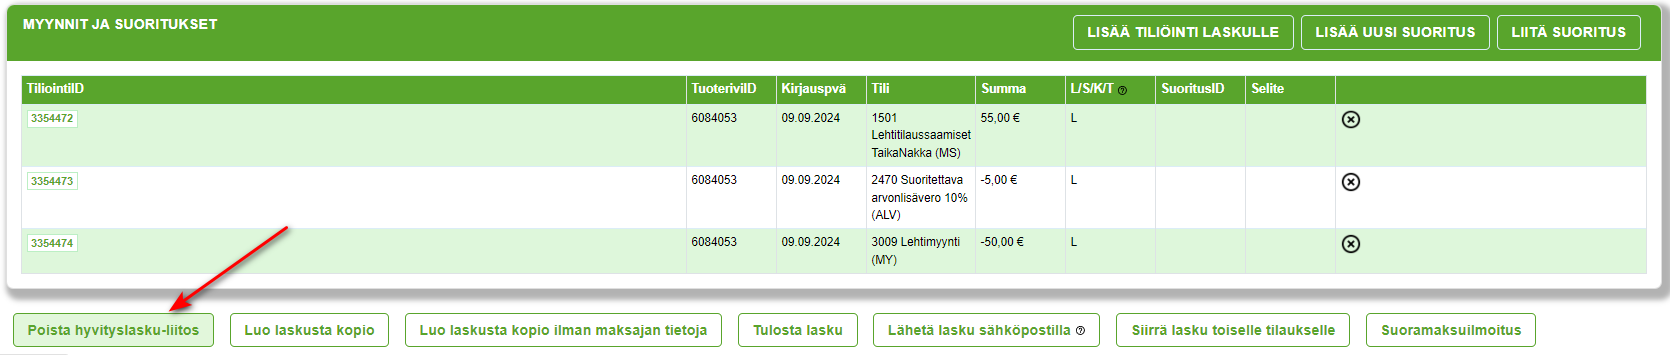 MYYNNIT JA SUORITUKSET
LISÄÄ TILIÖINTI LASKULLE LISÄÄ UUSI SUORITUS LIITÄ SUORITUS
TiliointiID TuoteriviID Kirjauspvä Tili Summa L/S/K/T ? SuoritusID Selite
3354472 6084053 09.09.2024 1501 55,00 € L
Lehtitilaussaamiset
TaikaNakka (MS)
3354473 6084053 09.09.2024 2470 Suoritettava -5,00 € L
arvonlisävero 10%
(ALV)
3354474 6084053 09.09.2024 3009 Lehtimyynti -50,00 € L
(MY)
Poista hyvityslasku-liitos Luo laskusta kopio Luo laskusta kopio ilman maksajan tietoja Tulosta lasku Lähetä lasku sähköpostilla ? Siirrä lasku toiselle tilaukselle Suoramaksuilmoitus